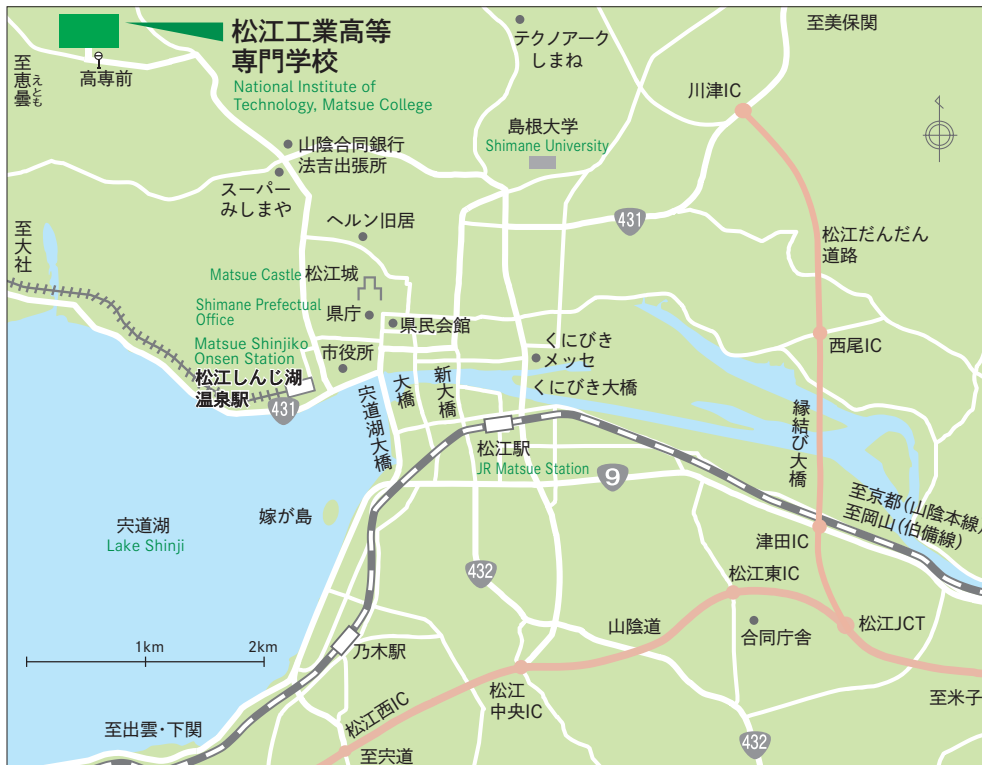 松江工業高等
専門学校
National Institute of
Technology, Matsue College
至恵曇
えとも
高専前
テクノアーク
しまね
至美保関
川津IC
島根大学
Shimane University
山陰合同銀行
法吉出張所
スーパー
みしまや
ヘルン旧居
431
松江だんだん
道路
至大社
Matsue Castle 松江城
Shimane Prefectual
Office
県庁
県民会館
Matsue Shinjiko
Onsen Station
市役所
松江しんじ湖
温泉駅
431
くにびき
メッセ
西尾IC
宍道湖大橋
大橋
新大橋
くにびき大橋
縁結び大橋
松江駅
JR Matsue Station
9
至京都(山陰本線)
至岡山(伯備線)
嫁が島
宍道湖
Lake Shinji
津田IC
432
松江東IC
山陰道
合同庁舎
松江JCT
1km
2km
乃木駅
松江
中央IC
至米子
松江西IC
至出雲・下関
至宍道
432